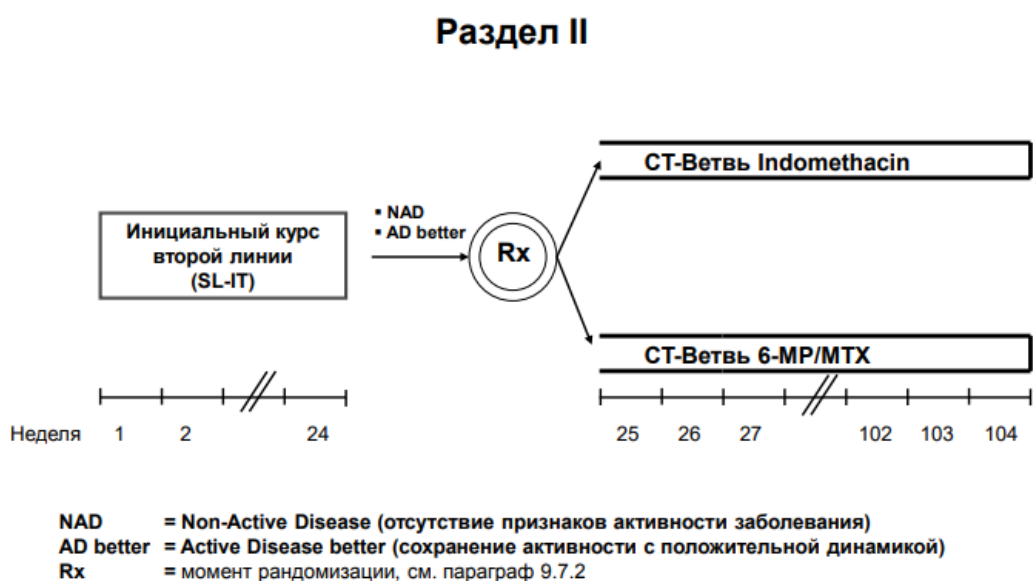 Раздел II
СТ-Ветвь Indomethacin
▪ NAD
▪ AD better
Инициальный курс
второй линии
(SL-IT)
Rx
СТ-Ветвь 6-MP/MTX
Неделя 1 2 24 25 26 27 102 103 104
NAD = Non-Active Disease (отсутствие признаков активности заболевания)
AD better = Active Disease better (сохранение активности с положительной динамикой)
Rx = момент рандомизации, см. параграф 9.7.2